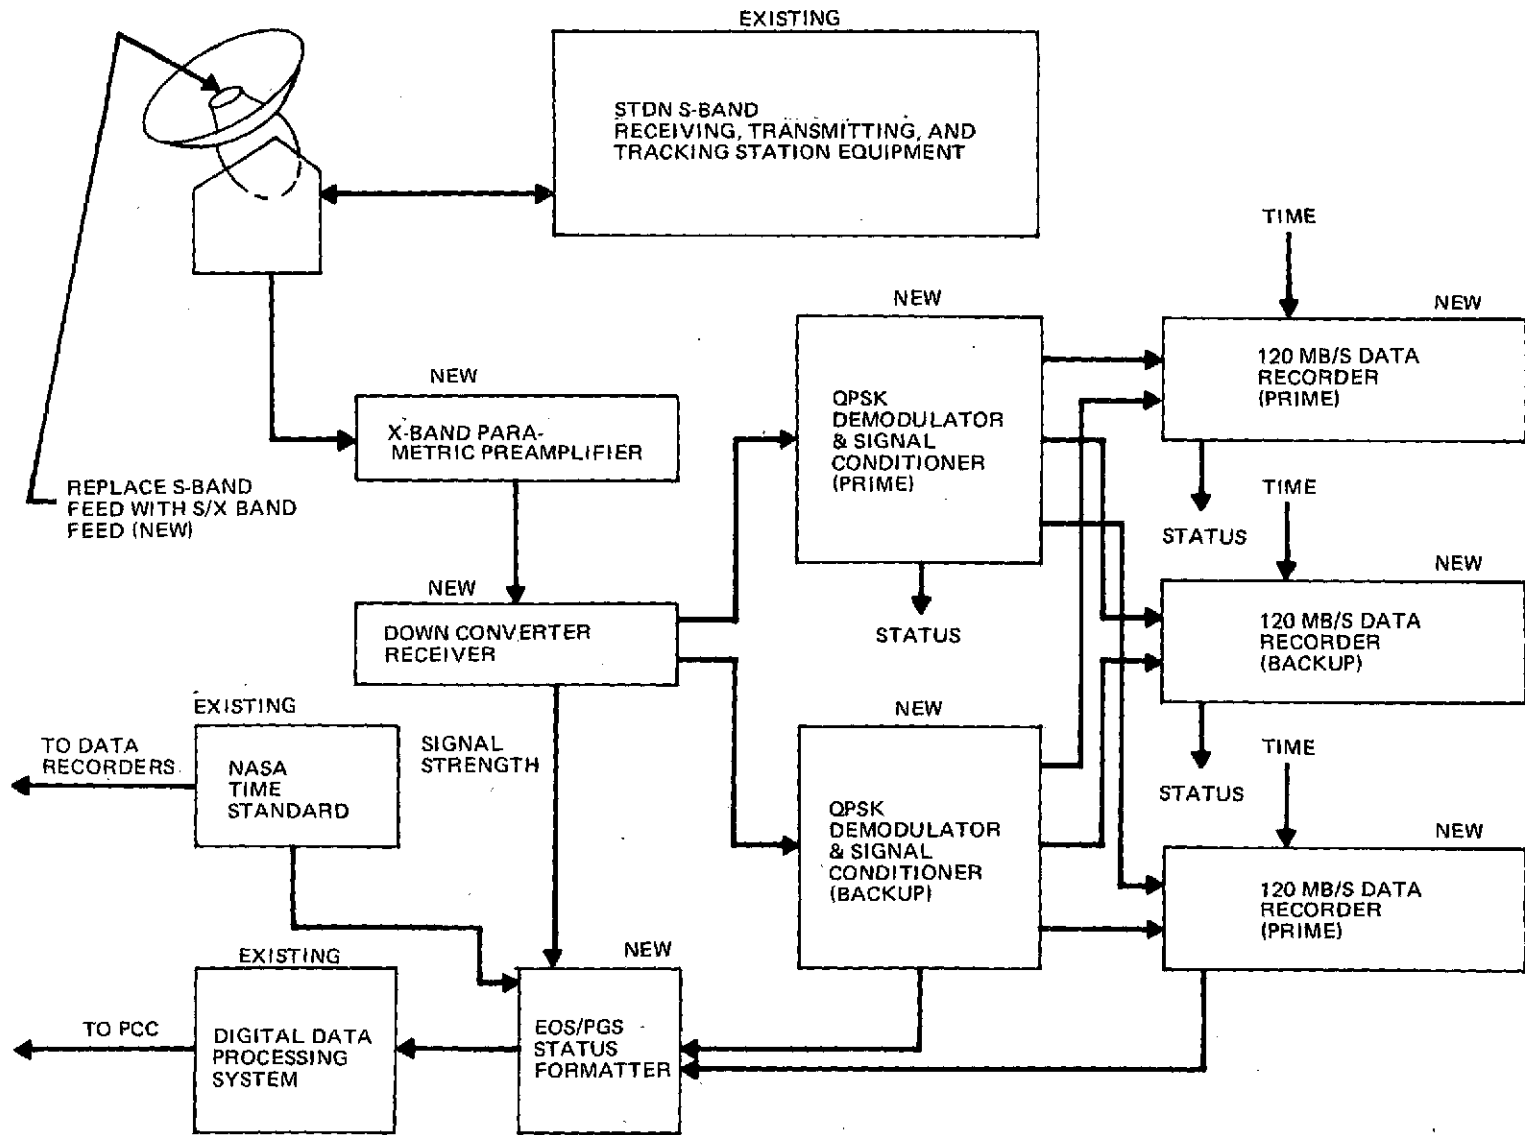 EXISTING
STDN S-BAND
RECEIVING, TRANSMITTING, AND
TRACKING STATION EQUIPMENT
REPLACE S-BAND
FEED WITH S/X BAND
FEED (NEW)
NEW
X-BAND PARA-
METRIC PREAMPLIFIER
NEW
DOWN CONVERTER
RECEIVER
SIGNAL
STRENGTH
NEW
QPSK
DEMODULATOR
& SIGNAL
CONDITIONER
(PRIME)
STATUS
NEW
QPSK
DEMODULATOR
& SIGNAL
CONDITIONER
(BACKUP)
TIME
NEW
120 MB/S DATA
RECORDER
(PRIME)
STATUS
TIME
NEW
120 MB/S DATA
RECORDER
(BACKUP)
STATUS
TIME
NEW
120 MB/S DATA
RECORDER
(PRIME)
EXISTING
TO DATA
RECORDERS
NASA
TIME
STANDARD
EXISTING
TO PCC
DIGITAL DATA
PROCESSING
SYSTEM
NEW
EOS/PGS
STATUS
FORMATTER